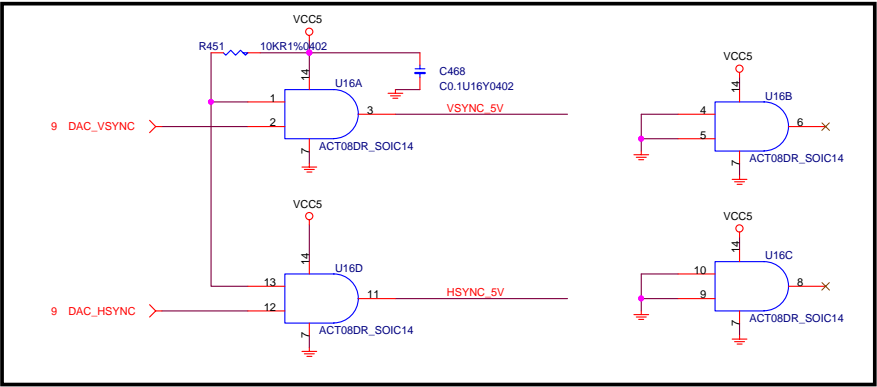 VCC5
R451 10KR1%0402
14
U16A
C468
C0.1U16Y0402
1
3
VSYNC_5V
9 DAC_VSYNC
2
7
ACT08DR_SOIC14
VCC5
14
U16B
4
6
5
7
ACT08DR_SOIC14
VCC5
14
U16D
13
11
HSYNC_5V
9 DAC_HSYNC
12
7
ACT08DR_SOIC14
VCC5
14
U16C
10
8
9
7
ACT08DR_SOIC14